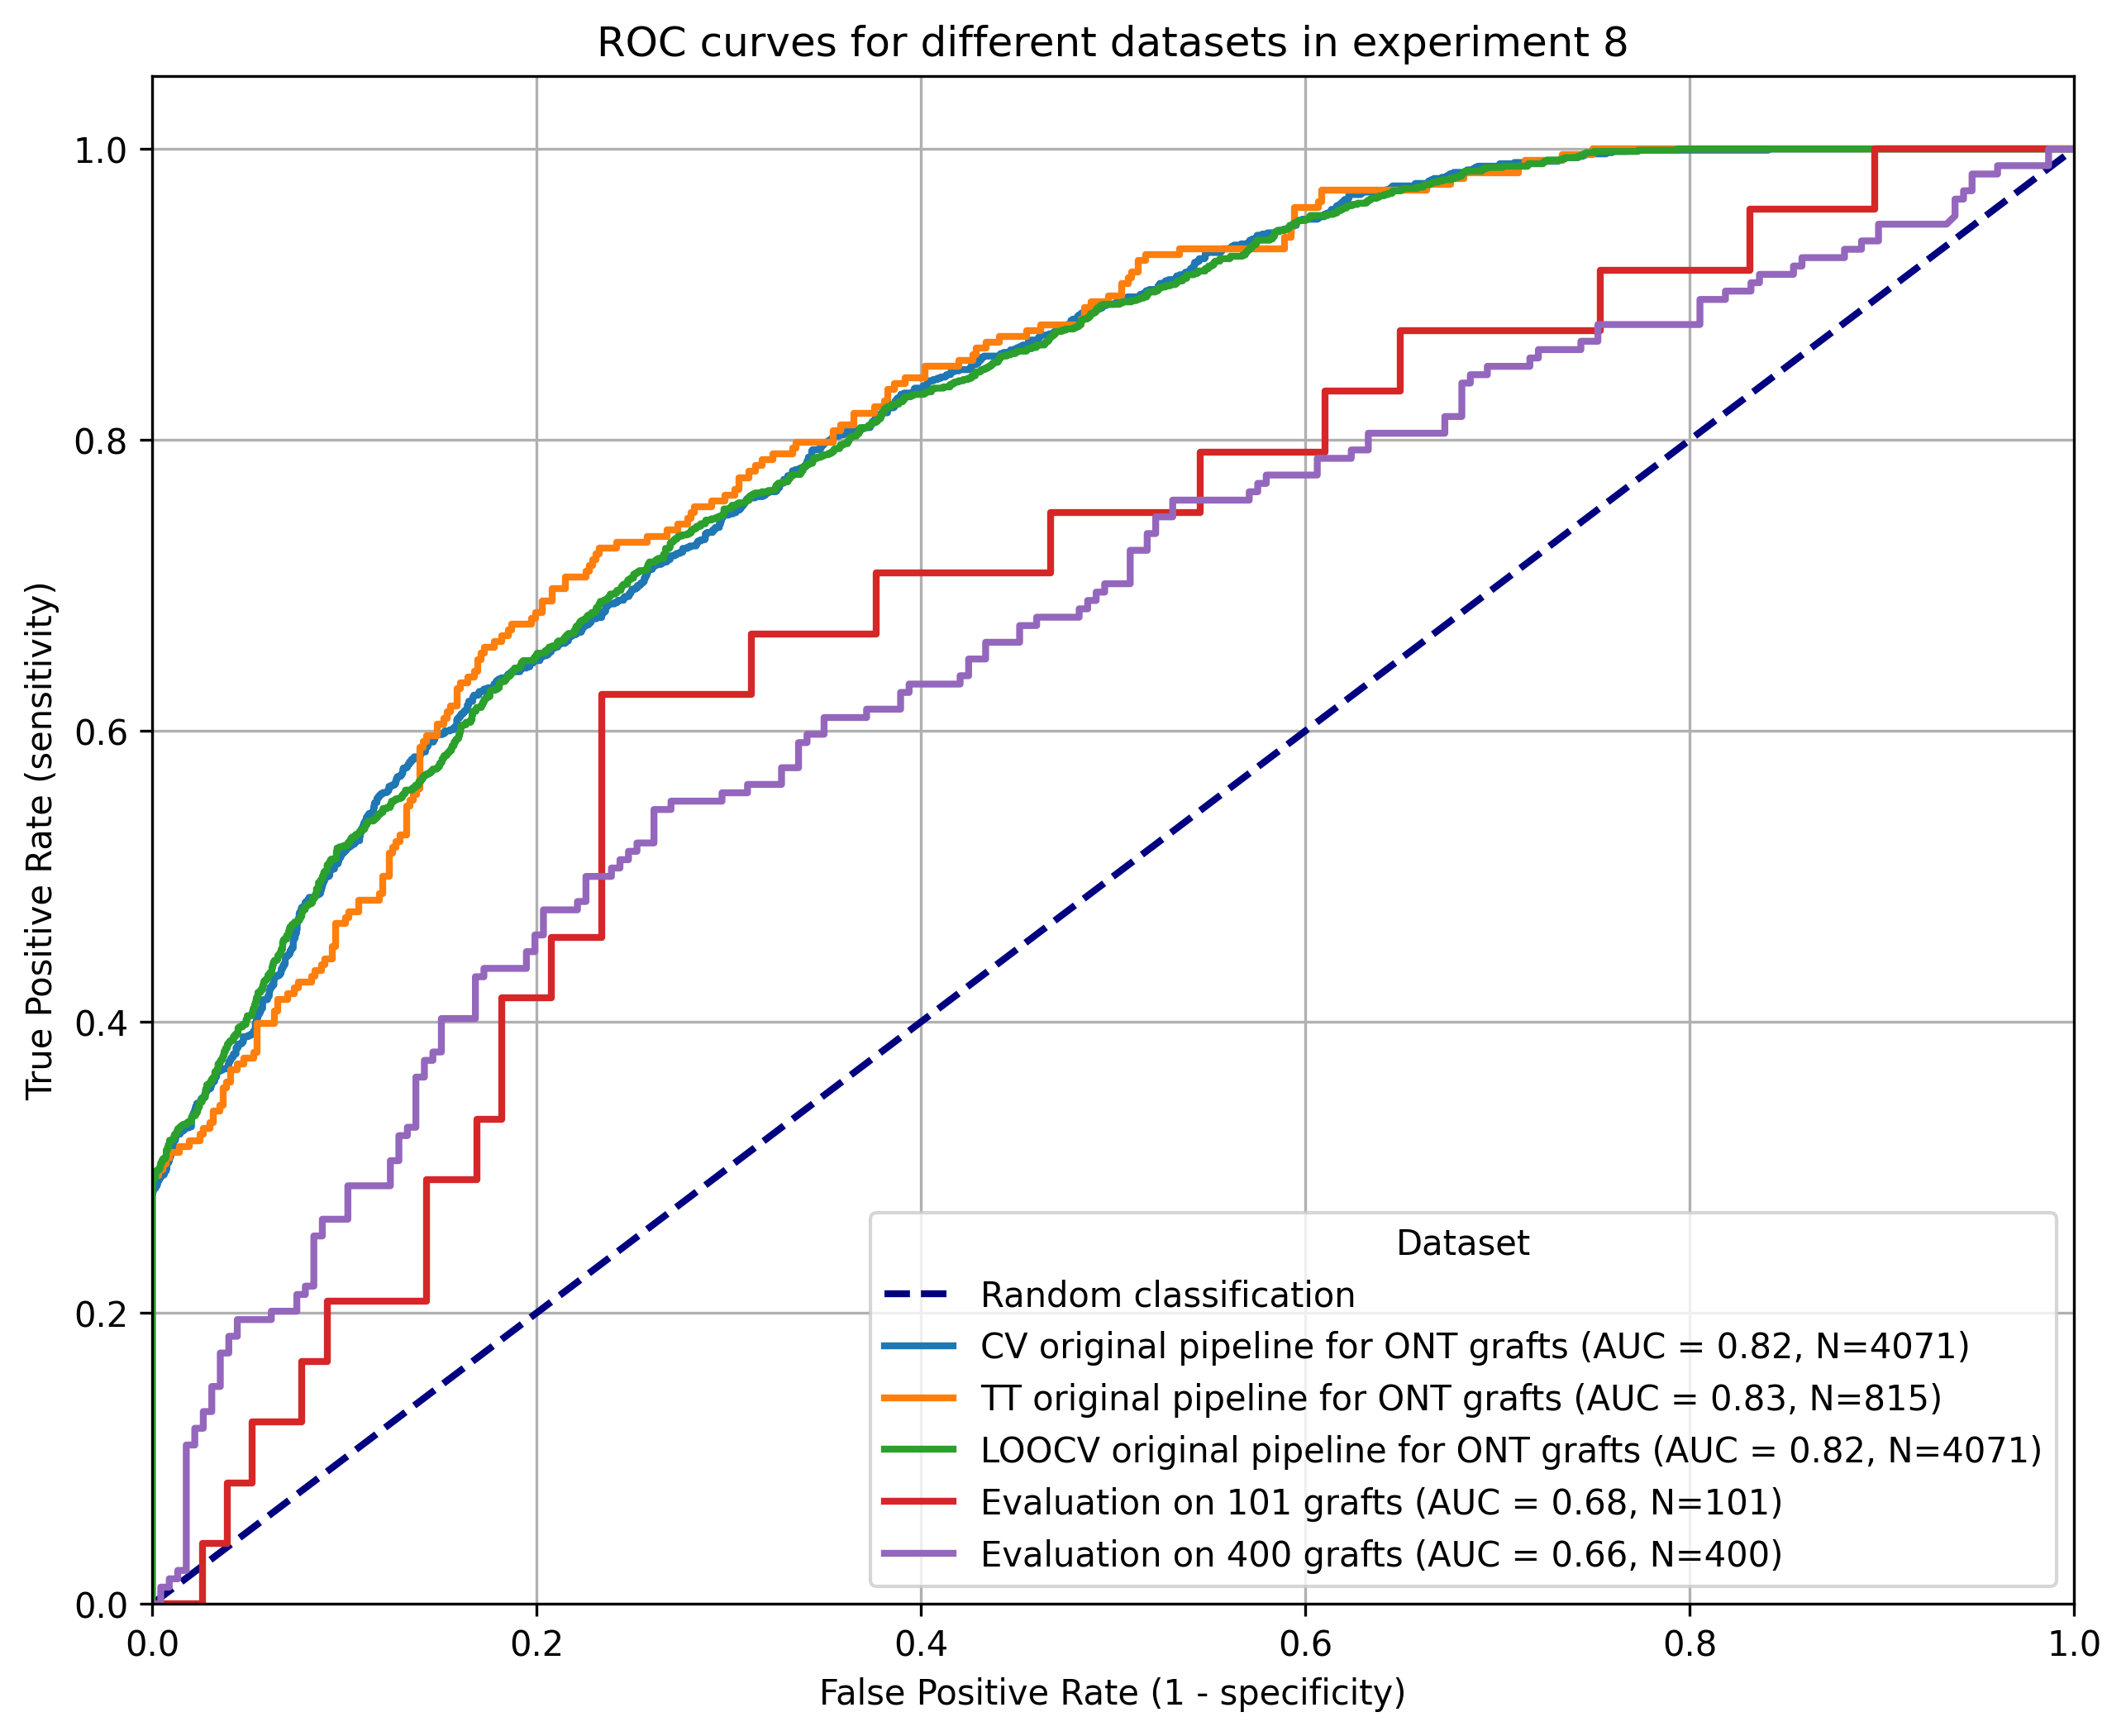 ROC curves for different datasets in experiment 8
True Positive Rate (sensitivity)
1.0
0.8
0.6
0.4
0.2
0.0
Dataset
Random classification
CV original pipeline for ONT grafts (AUC = 0.82, N=4071)
TT original pipeline for ONT grafts (AUC = 0.83, N=815)
LOOCV original pipeline for ONT grafts (AUC = 0.82, N=4071)
Evaluation on 101 grafts (AUC = 0.68, N=101)
Evaluation on 400 grafts (AUC = 0.66, N=400)
0.0 0.2 0.4 0.6 0.8 1.0
False Positive Rate (1 - specificity)